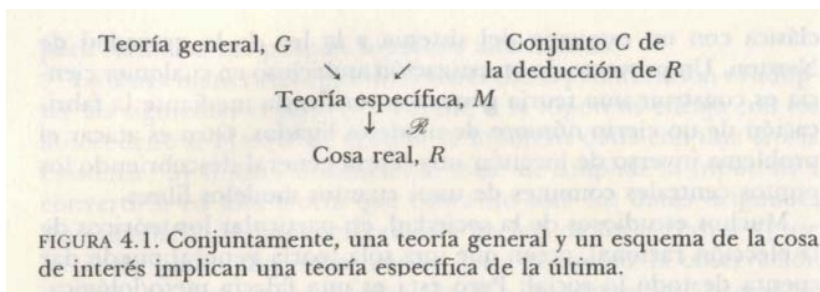 Teoría general, G
Conjunto C de
la deducción de R
↘ ↙
Teoría específica, M
↓ ℛ
Cosa real, R
FIGURA 4.1. Conjuntamente, una teoría general y un esquema de la cosa
de interés implican una teoría específica de la última.